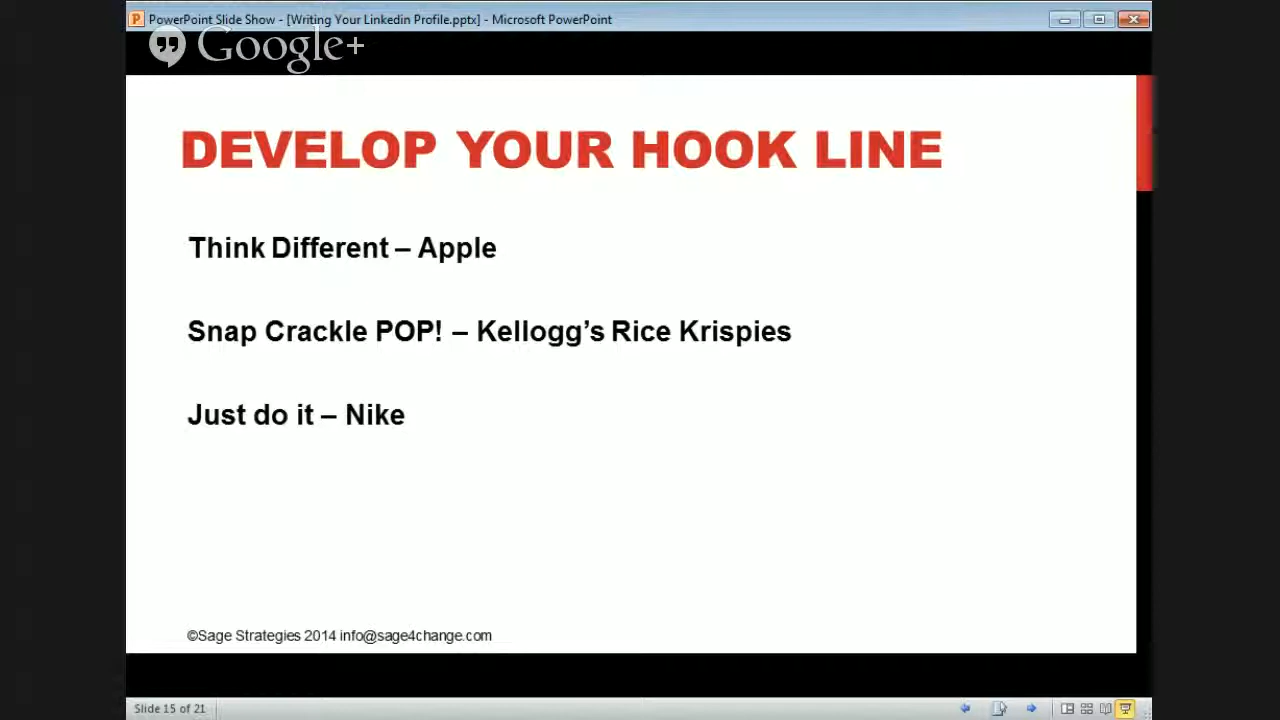 PowerPoint Slide Show - [Writing Your Linkedin Profile.pptx] - Microsoft PowerPoint
Google+
DEVELOP YOUR HOOK LINE
Think Different – Apple
Snap Crackle POP! – Kellogg's Rice Krispies
Just do it – Nike
©Sage Strategies 2014 info@sage4change.com
Slide 15 of 21